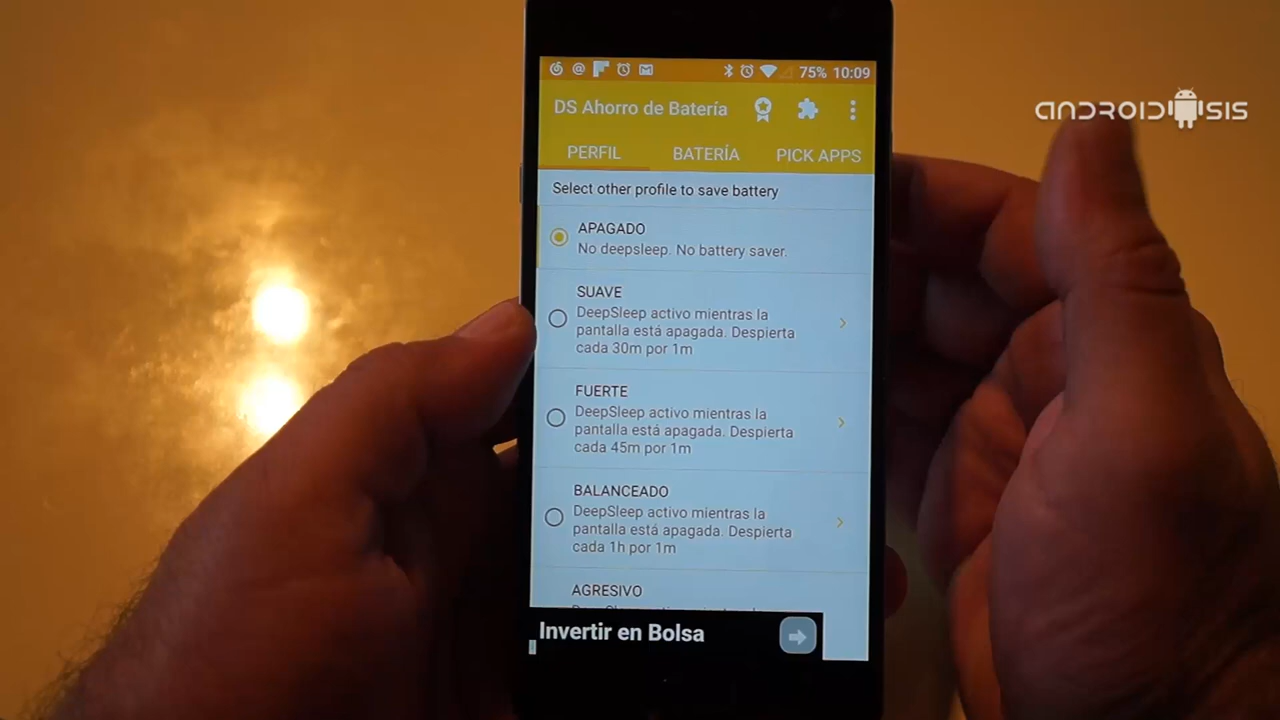 75% 10:09
DS Ahorro de Batería
PERFIL BATERÍA PICK APPS
Select other profile to save battery
APAGADO
No deepsleep. No battery saver.
SUAVE
DeepSleep activo mientras la
pantalla está apagada. Despierta
cada 30m por 1m
FUERTE
DeepSleep activo mientras la
pantalla está apagada. Despierta
cada 45m por 1m
BALANCEADO
DeepSleep activo mientras la
pantalla está apagada. Despierta
cada 1h por 1m
AGRESIVO
Invertir en Bolsa
ANDROIDSIS